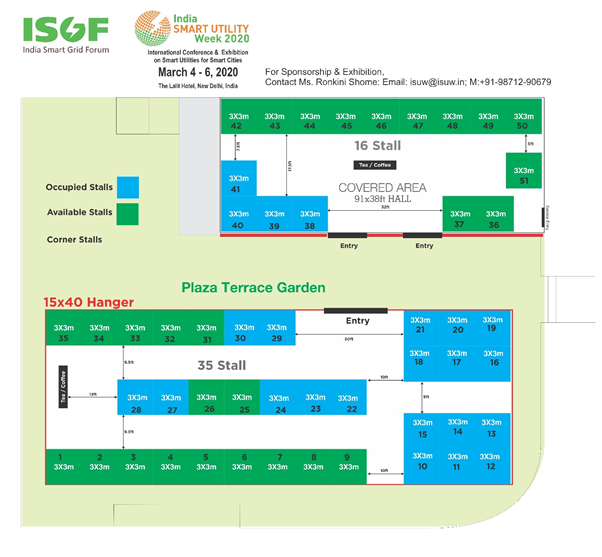 ISGF
India Smart Grid Forum
India
SMART UTILITY
Week 2020
International Conference & Exhibition
on Smart Utilities for Smart Cities
March 4 - 6, 2020
The Lalit Hotel, New Delhi, India
For Sponsorship & Exhibition,
Contact Ms. Ronkini Shome: Email: isuw@isuw.in; M:+91-98712-90679
3X3m 3X3m 3X3m 3X3m 3X3m 3X3m 3X3m 3X3m 3X3m
42 43 44 45 46 47 48 49 50
16 Stall
Tea / Coffee
3X3m
41
3X3m
51
COVERED AREA
91x38ft HALL
32ft
3X3m 3X3m 3X3m
40 39 38
3X3m 3X3m
37 36
Entry Entry
Occupied Stalls
Available Stalls
Corner Stalls
Plaza Terrace Garden
15x40 Hanger
3X3m 3X3m 3X3m 3X3m 3X3m 3X3m 3X3m
35 34 33 32 31 30 29
Entry
20ft
3X3m 3X3m 3X3m
21 20 19
3X3m 3X3m 3X3m
18 17 16
35 Stall
9.5ft
Tea / Coffee
13ft
10ft
3X3m 3X3m 3X3m 3X3m 3X3m 3X3m 3X3m
28 27 26 25 24 23 22
9.5ft
3X3m 3X3m 3X3m
15 14 13
3X3m 3X3m 3X3m
10 11 12
1 2 3 4 5 6 7 8 9
3X3m 3X3m 3X3m 3X3m 3X3m 3X3m 3X3m 3X3m 3X3m
10ft